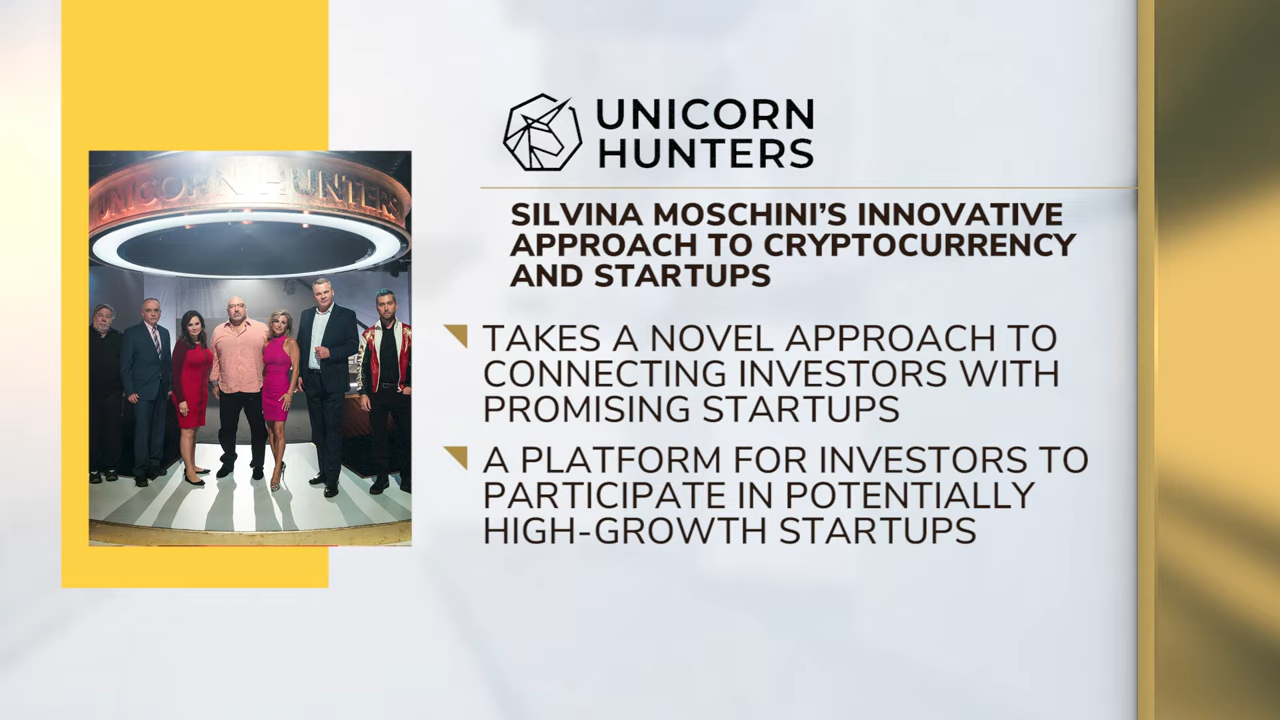 UNICORN HUNTERS
UNICORN
HUNTERS
SILVINA MOSCHINI’S INNOVATIVE
APPROACH TO CRYPTOCURRENCY
AND STARTUPS
TAKES A NOVEL APPROACH TO
CONNECTING INVESTORS WITH
PROMISING STARTUPS
A PLATFORM FOR INVESTORS TO
PARTICIPATE IN POTENTIALLY
HIGH-GROWTH STARTUPS